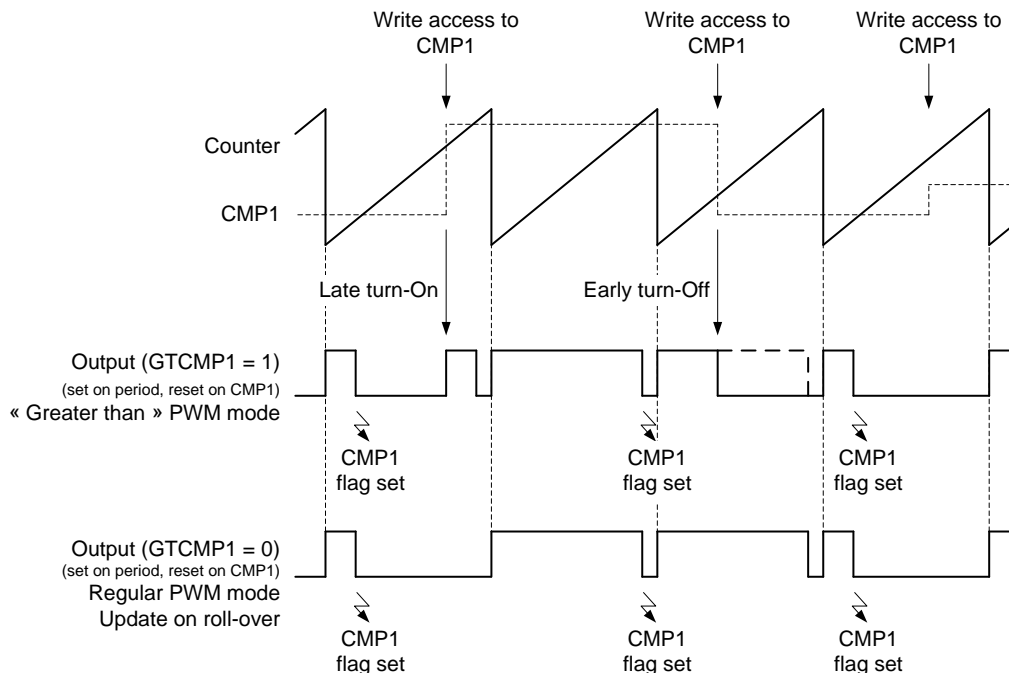 Write access to
CMP1
Write access to
CMP1
Write access to
CMP1
Counter
CMP1
Late turn-On
Early turn-Off
Output (GTCMP1 = 1)
(set on period, reset on CMP1)
« Greater than » PWM mode
CMP1
flag set
CMP1
flag set
CMP1
flag set
Output (GTCMP1 = 0)
(set on period, reset on CMP1)
Regular PWM mode
Update on roll-over
CMP1
flag set
CMP1
flag set
CMP1
flag set